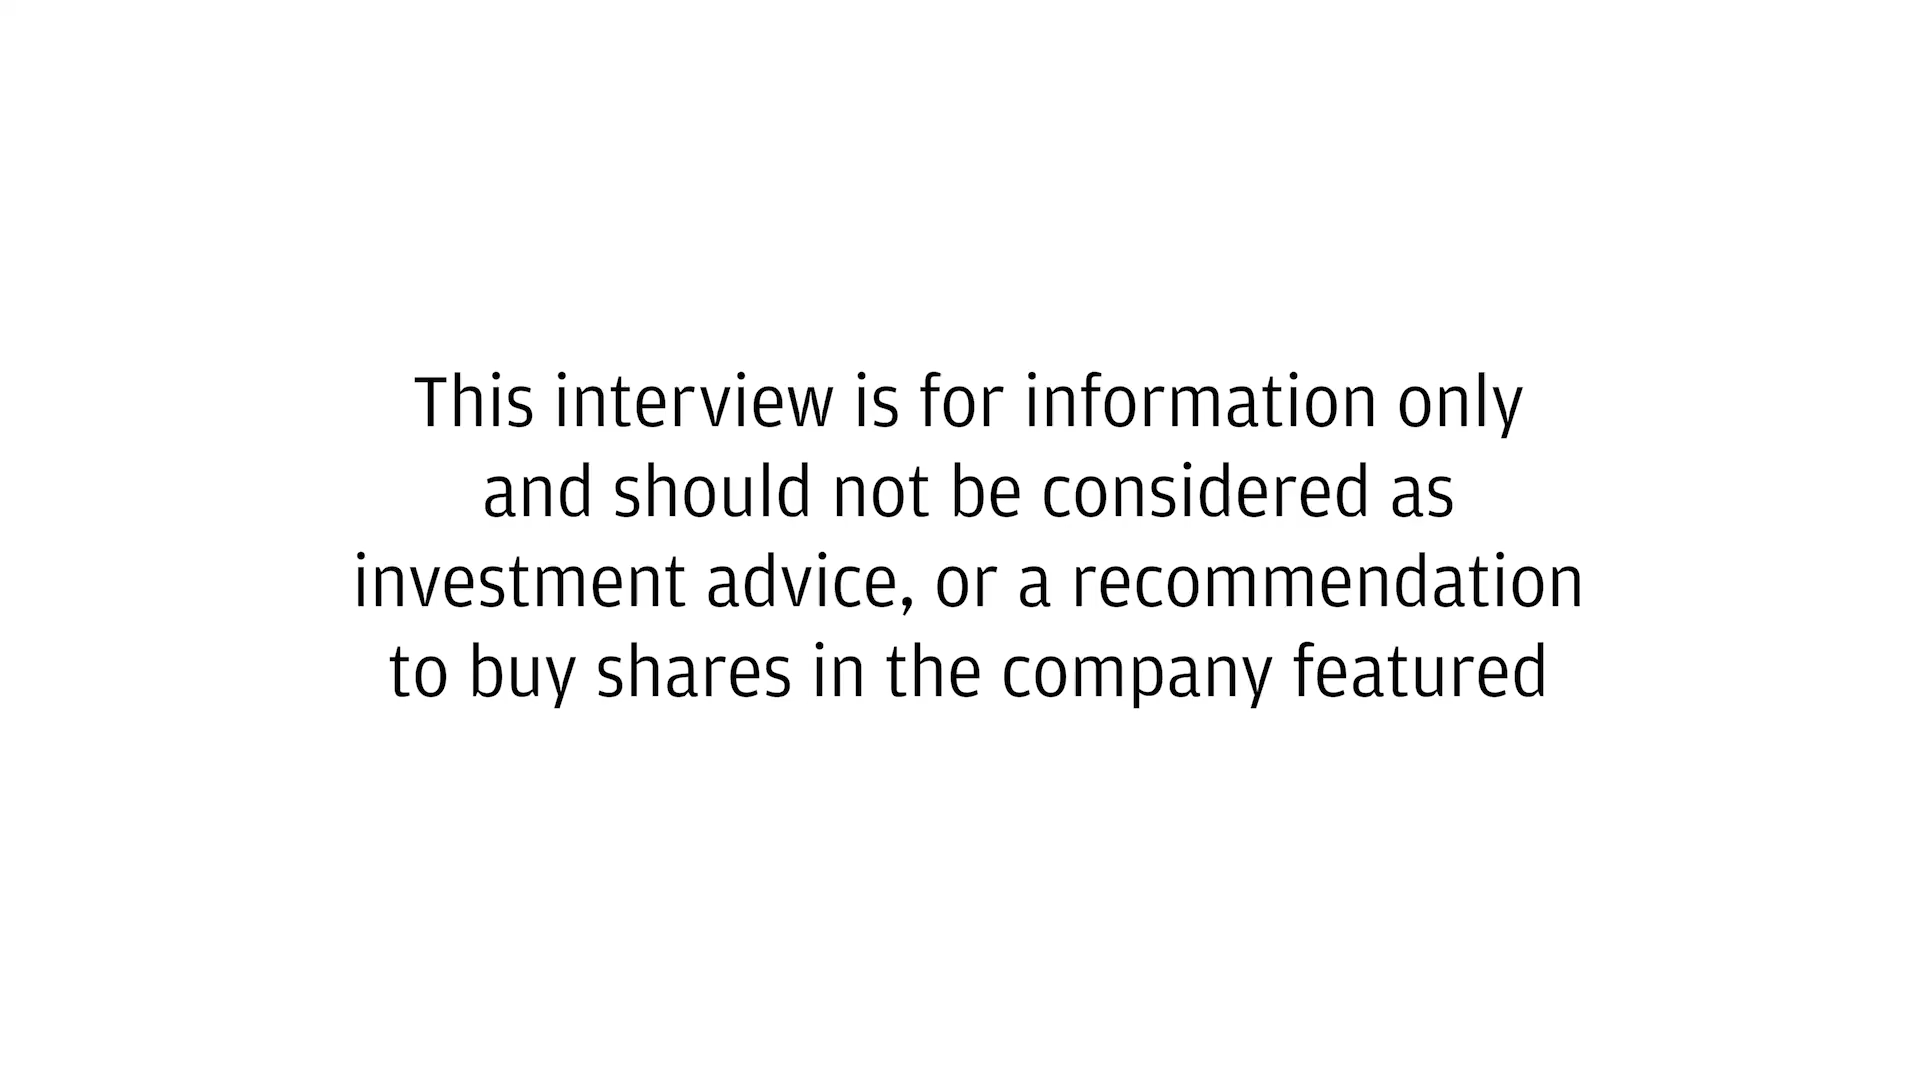 This interview is for information only
and should not be considered as
investment advice, or a recommendation
to buy shares in the company featured